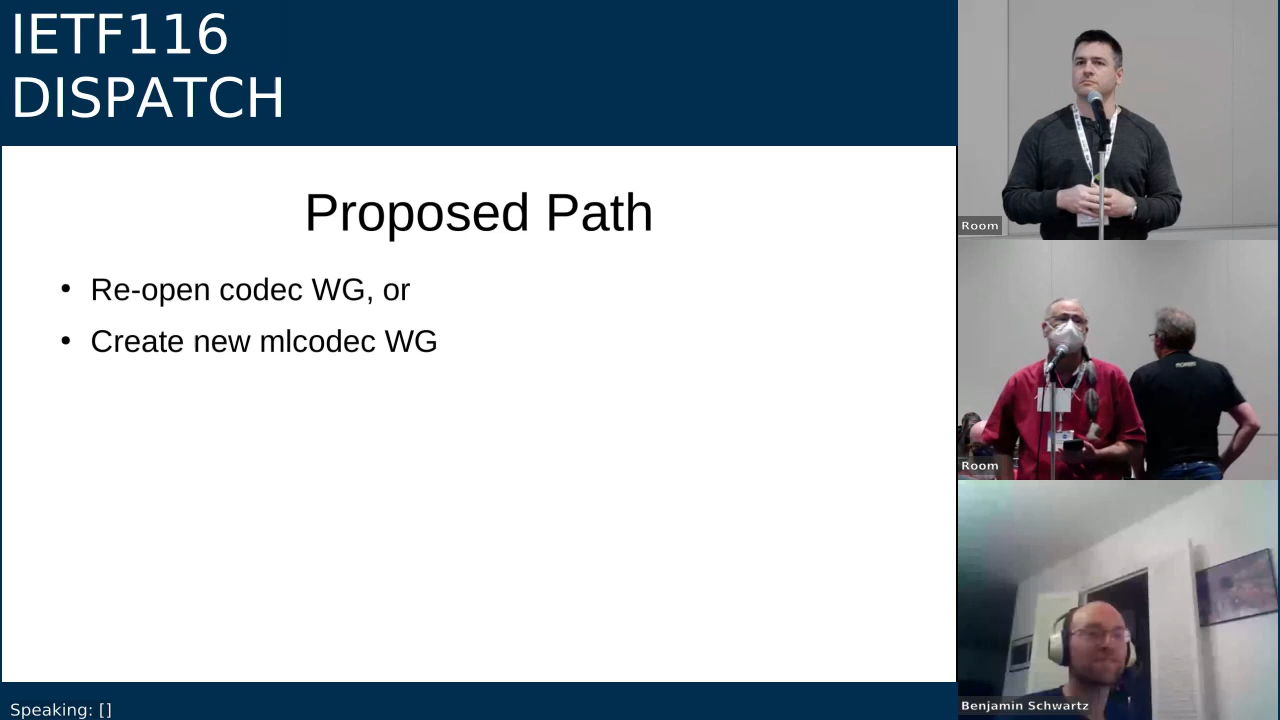 IETF116
DISPATCH
Proposed Path
• Re-open codec WG, or
• Create new mlcodec WG
Speaking: []
Room
Room
Benjamin Schwartz